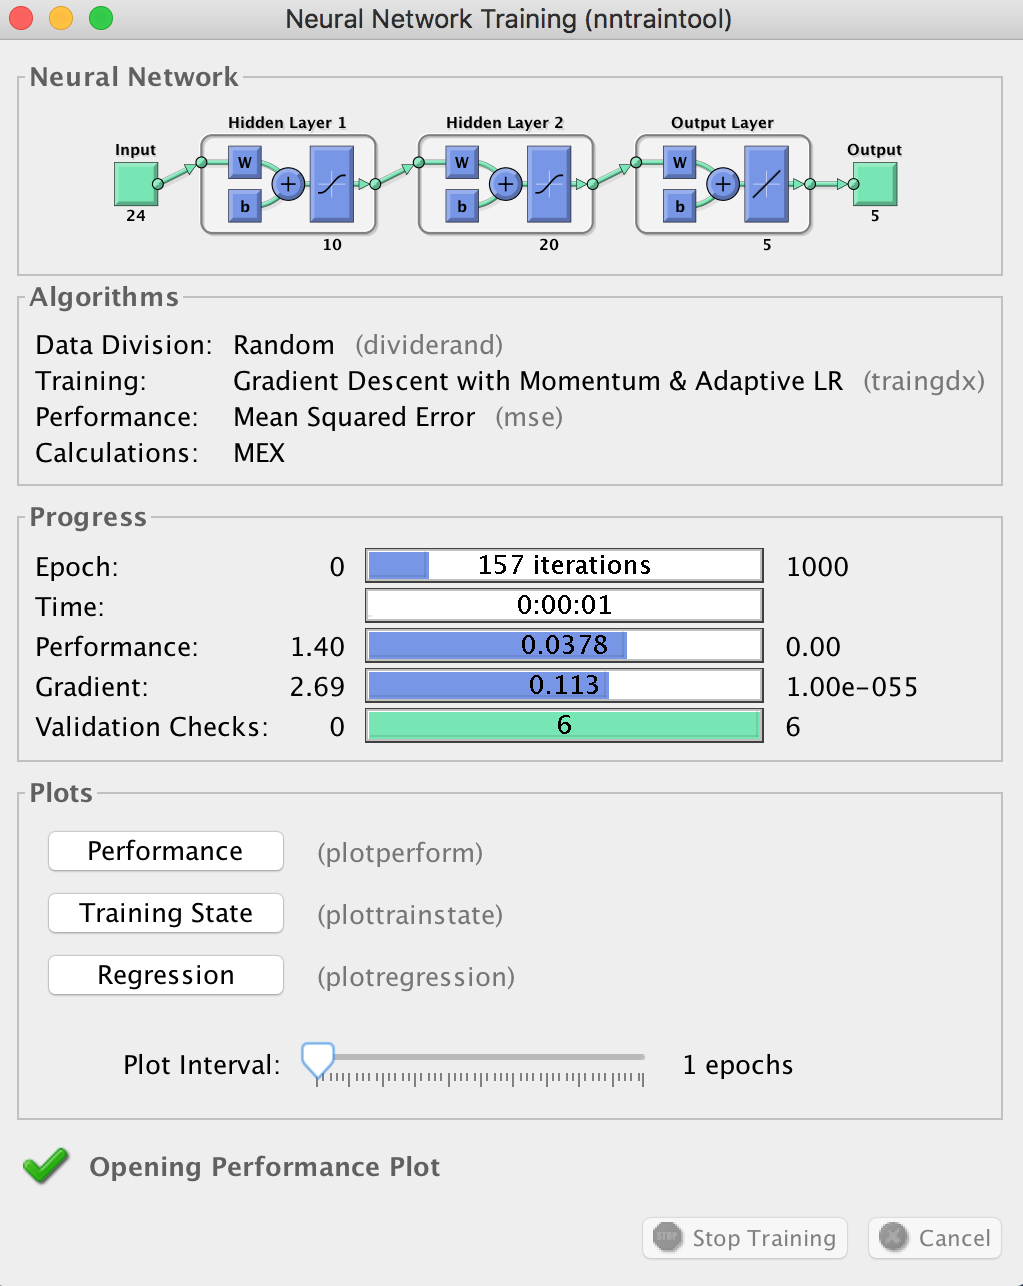 Neural Network Training (nntraintool)
Neural Network
Hidden Layer 1 Hidden Layer 2 Output Layer
Input Output
W W W
b b b
24 5
10 20 5
Algorithms
Data Division: Random (dividerand)
Training: Gradient Descent with Momentum & Adaptive LR (traingdx)
Performance: Mean Squared Error (mse)
Calculations: MEX
Progress
Epoch: 0 157 iterations 1000
Time: 0:00:01
Performance: 1.40 0.0378 0.00
Gradient: 2.69 0.113 1.00e-055
Validation Checks: 0 6 6
Plots
Performance (plotperform)
Training State (plottrainstate)
Regression (plotregression)
Plot Interval: 1 epochs
Opening Performance Plot
STOP Stop Training Cancel